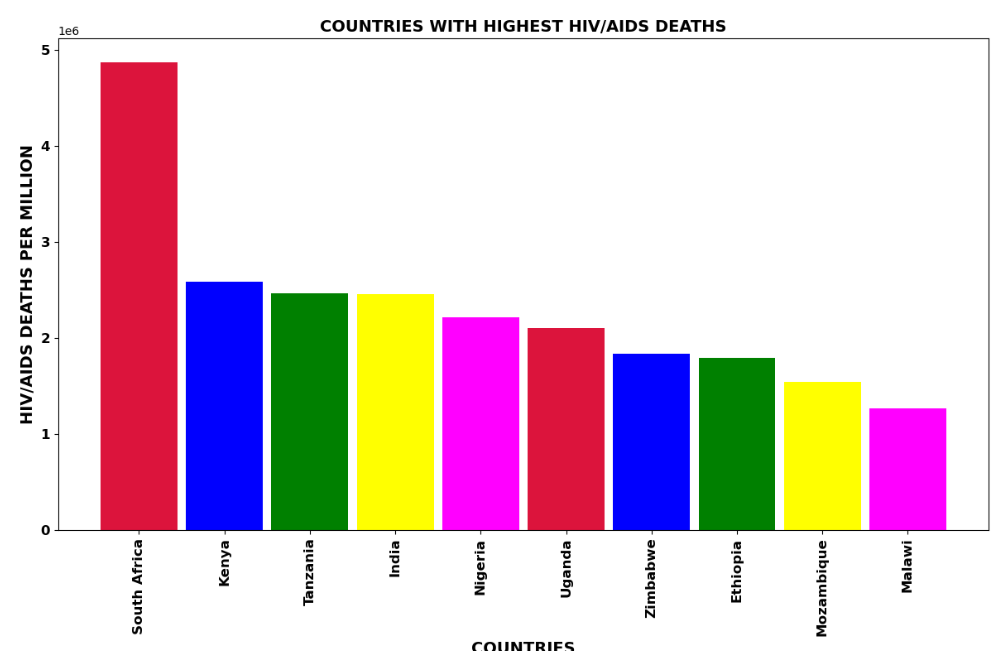 COUNTRIES WITH HIGHEST HIV/AIDS DEATHS
1e6
HIV/AIDS DEATHS PER MILLION
5
4
3
2
1
0
South Africa
Kenya
Tanzania
India
Nigeria
Uganda
Zimbabwe
Ethiopia
Mozambique
Malawi
COUNTRIES